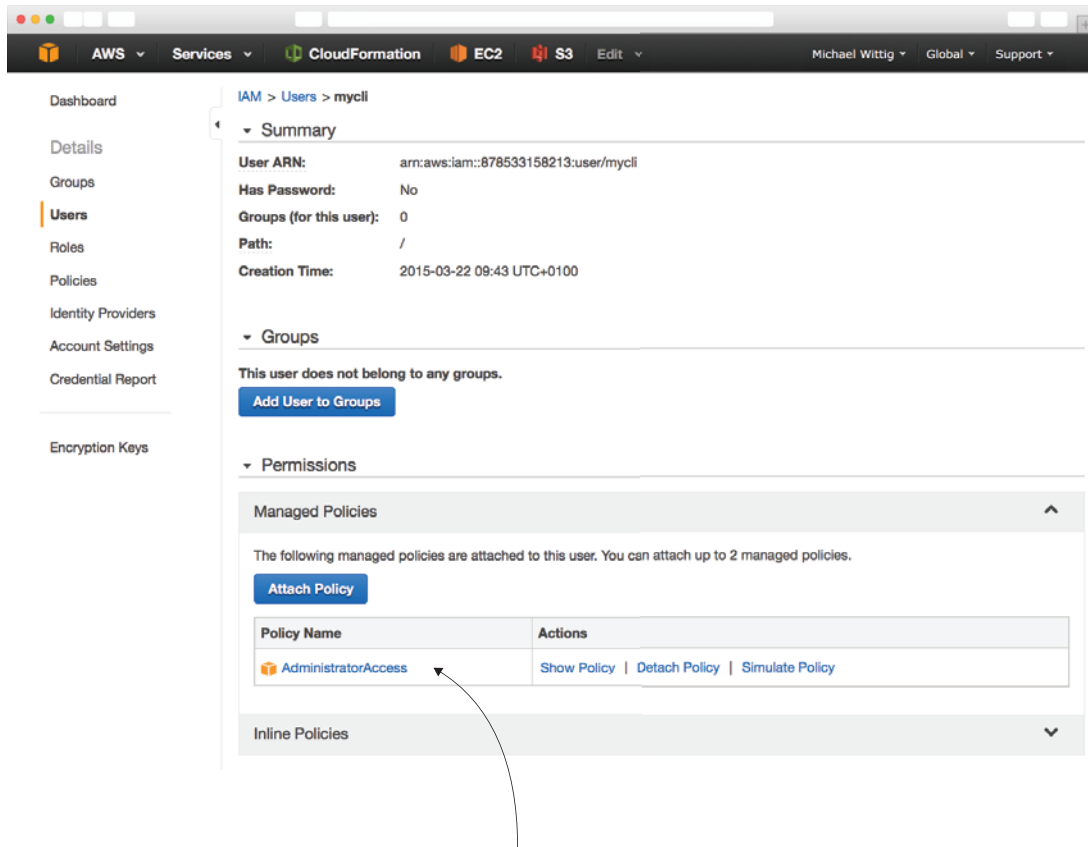 AWS Services CloudFormation EC2 S3 Edit Michael Wittig Global Support
Dashboard
Details
Groups
Users
Roles
Policies
Identity Providers
Account Settings
Credential Report
Encryption Keys
IAM > Users > mycli
Summary
User ARN: arn:aws:iam::878533158213:user/mycli
Has Password: No
Groups (for this user): 0
Path: /
Creation Time: 2015-03-22 09:43 UTC+0100
Groups
This user does not belong to any groups.
Add User to Groups
Permissions
Managed Policies
The following managed policies are attached to this user. You can attach up to 2 managed policies.
Attach Policy
Policy Name Actions
AdministratorAccess Show Policy | Detach Policy | Simulate Policy
Inline Policies